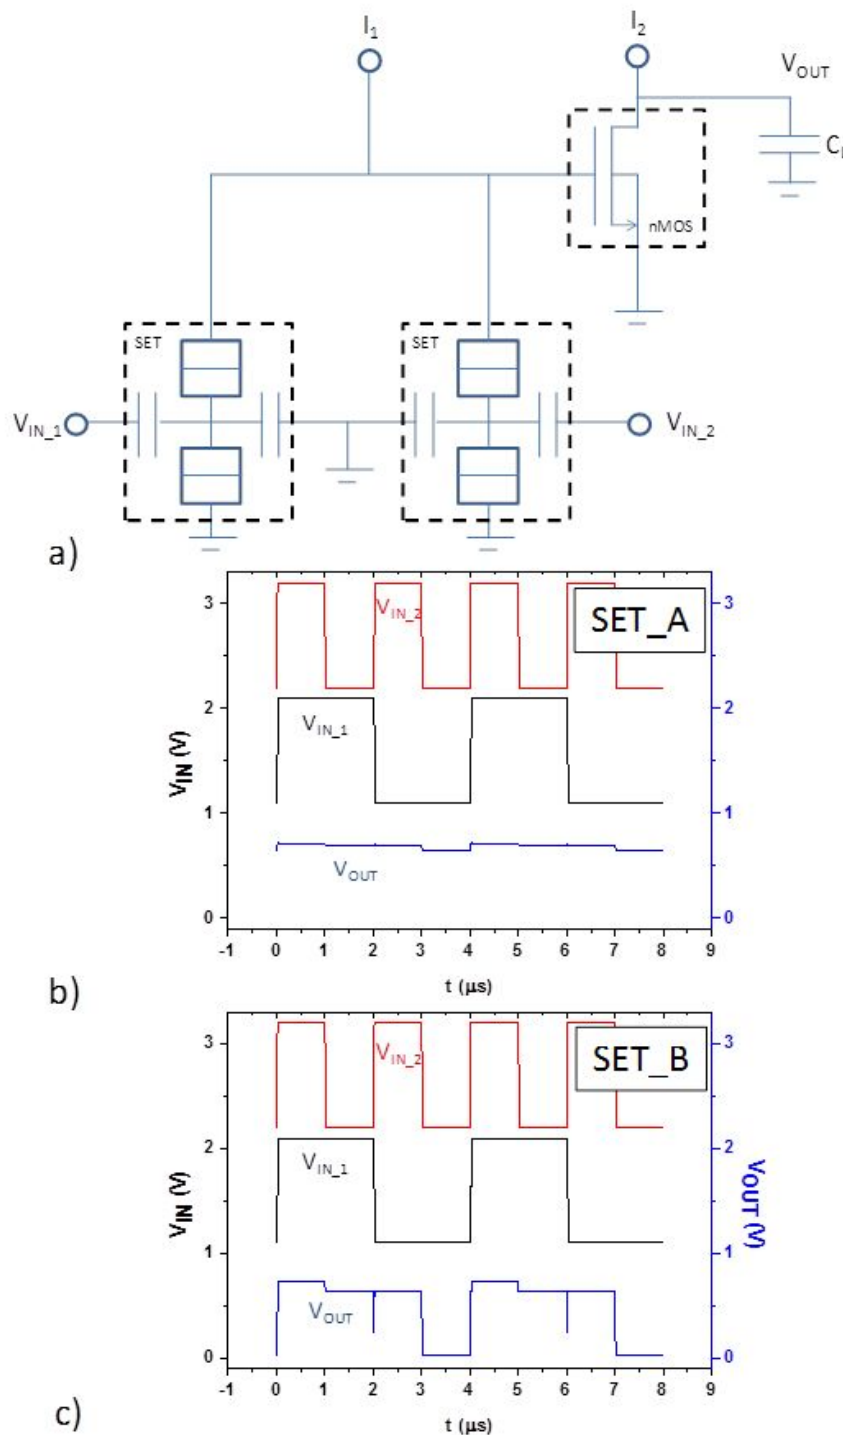 I1 I2
VOUT
CL
nMOS
SET SET
VIN_1 VIN_2
a)
3 3
VIN_2 SET_A
2 2
VIN_1
VIN (V)
1 1
VOUT
0 0
-1 0 1 2 3 4 5 6 7 8 9
t (µs)
b)
3 3
VIN_2 SET_B
2 2
VIN_1
VIN (V) VOUT (V)
1 1
VOUT
0 0
-1 0 1 2 3 4 5 6 7 8 9
t (µs)
c)